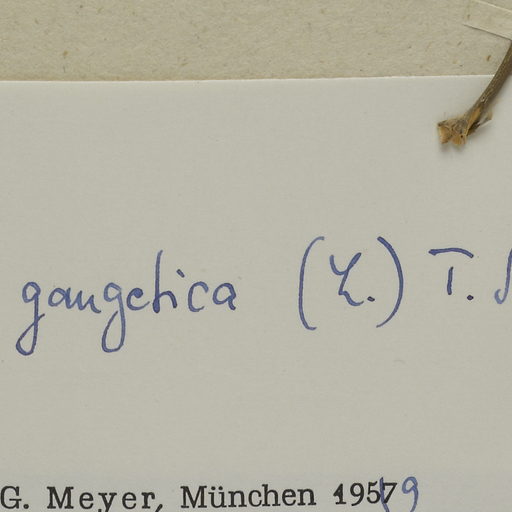 gangetica (L.) T.
G. Meyer, München 1957 9